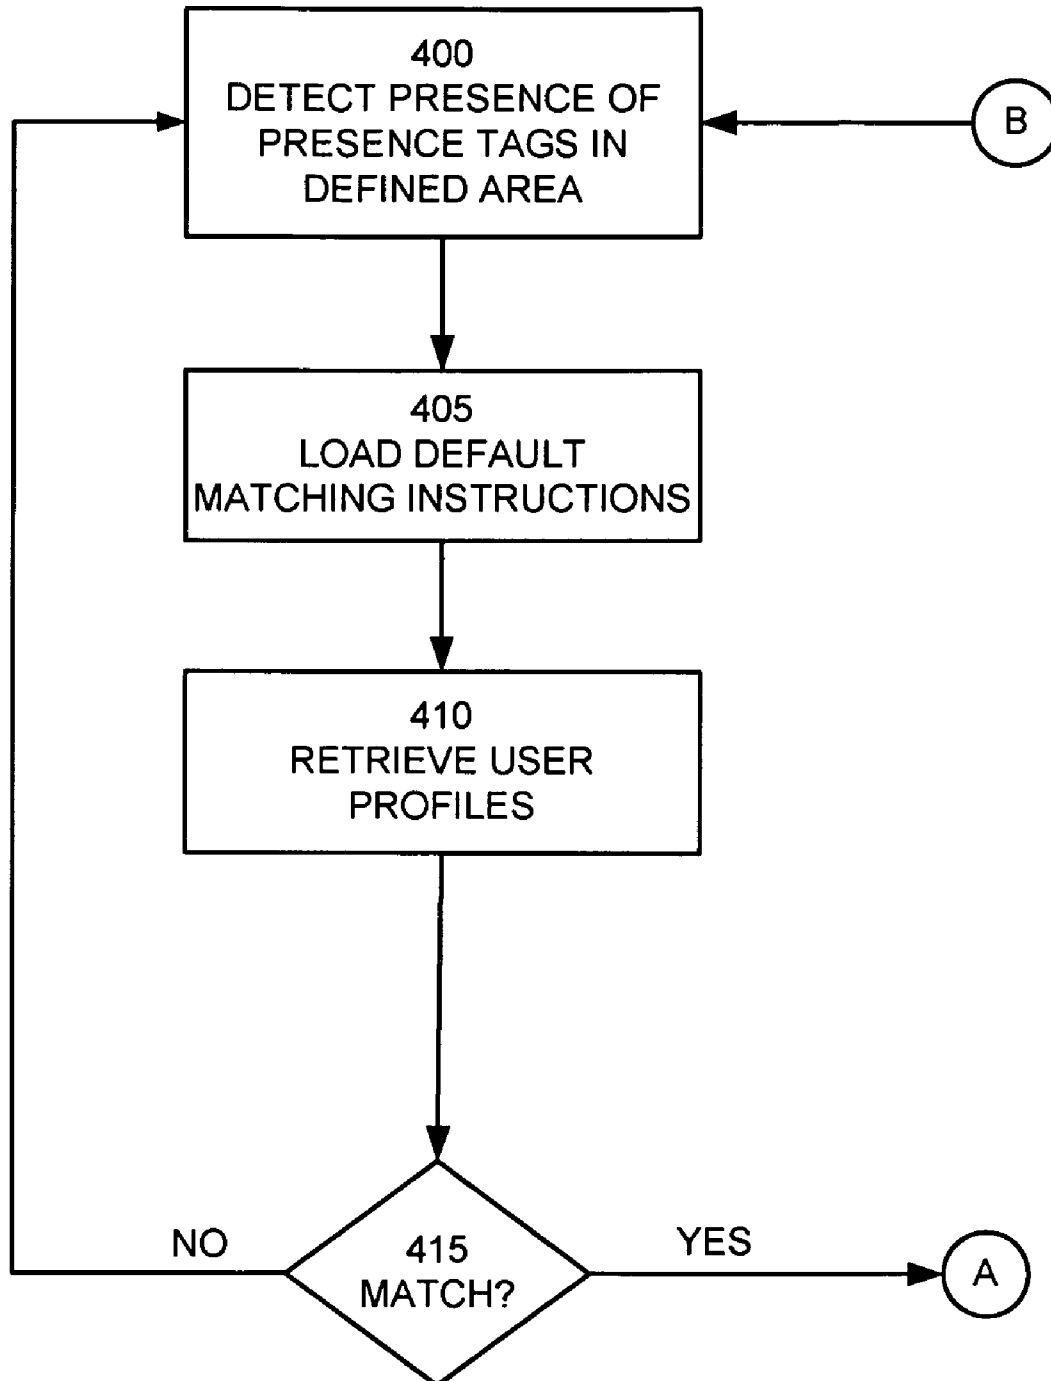 400
DETECT PRESENCE OF
PRESENCE TAGS IN
DEFINED AREA
B
405
LOAD DEFAULT
MATCHING INSTRUCTIONS
410
RETRIEVE USER
PROFILES
NO
415
MATCH?
YES
A